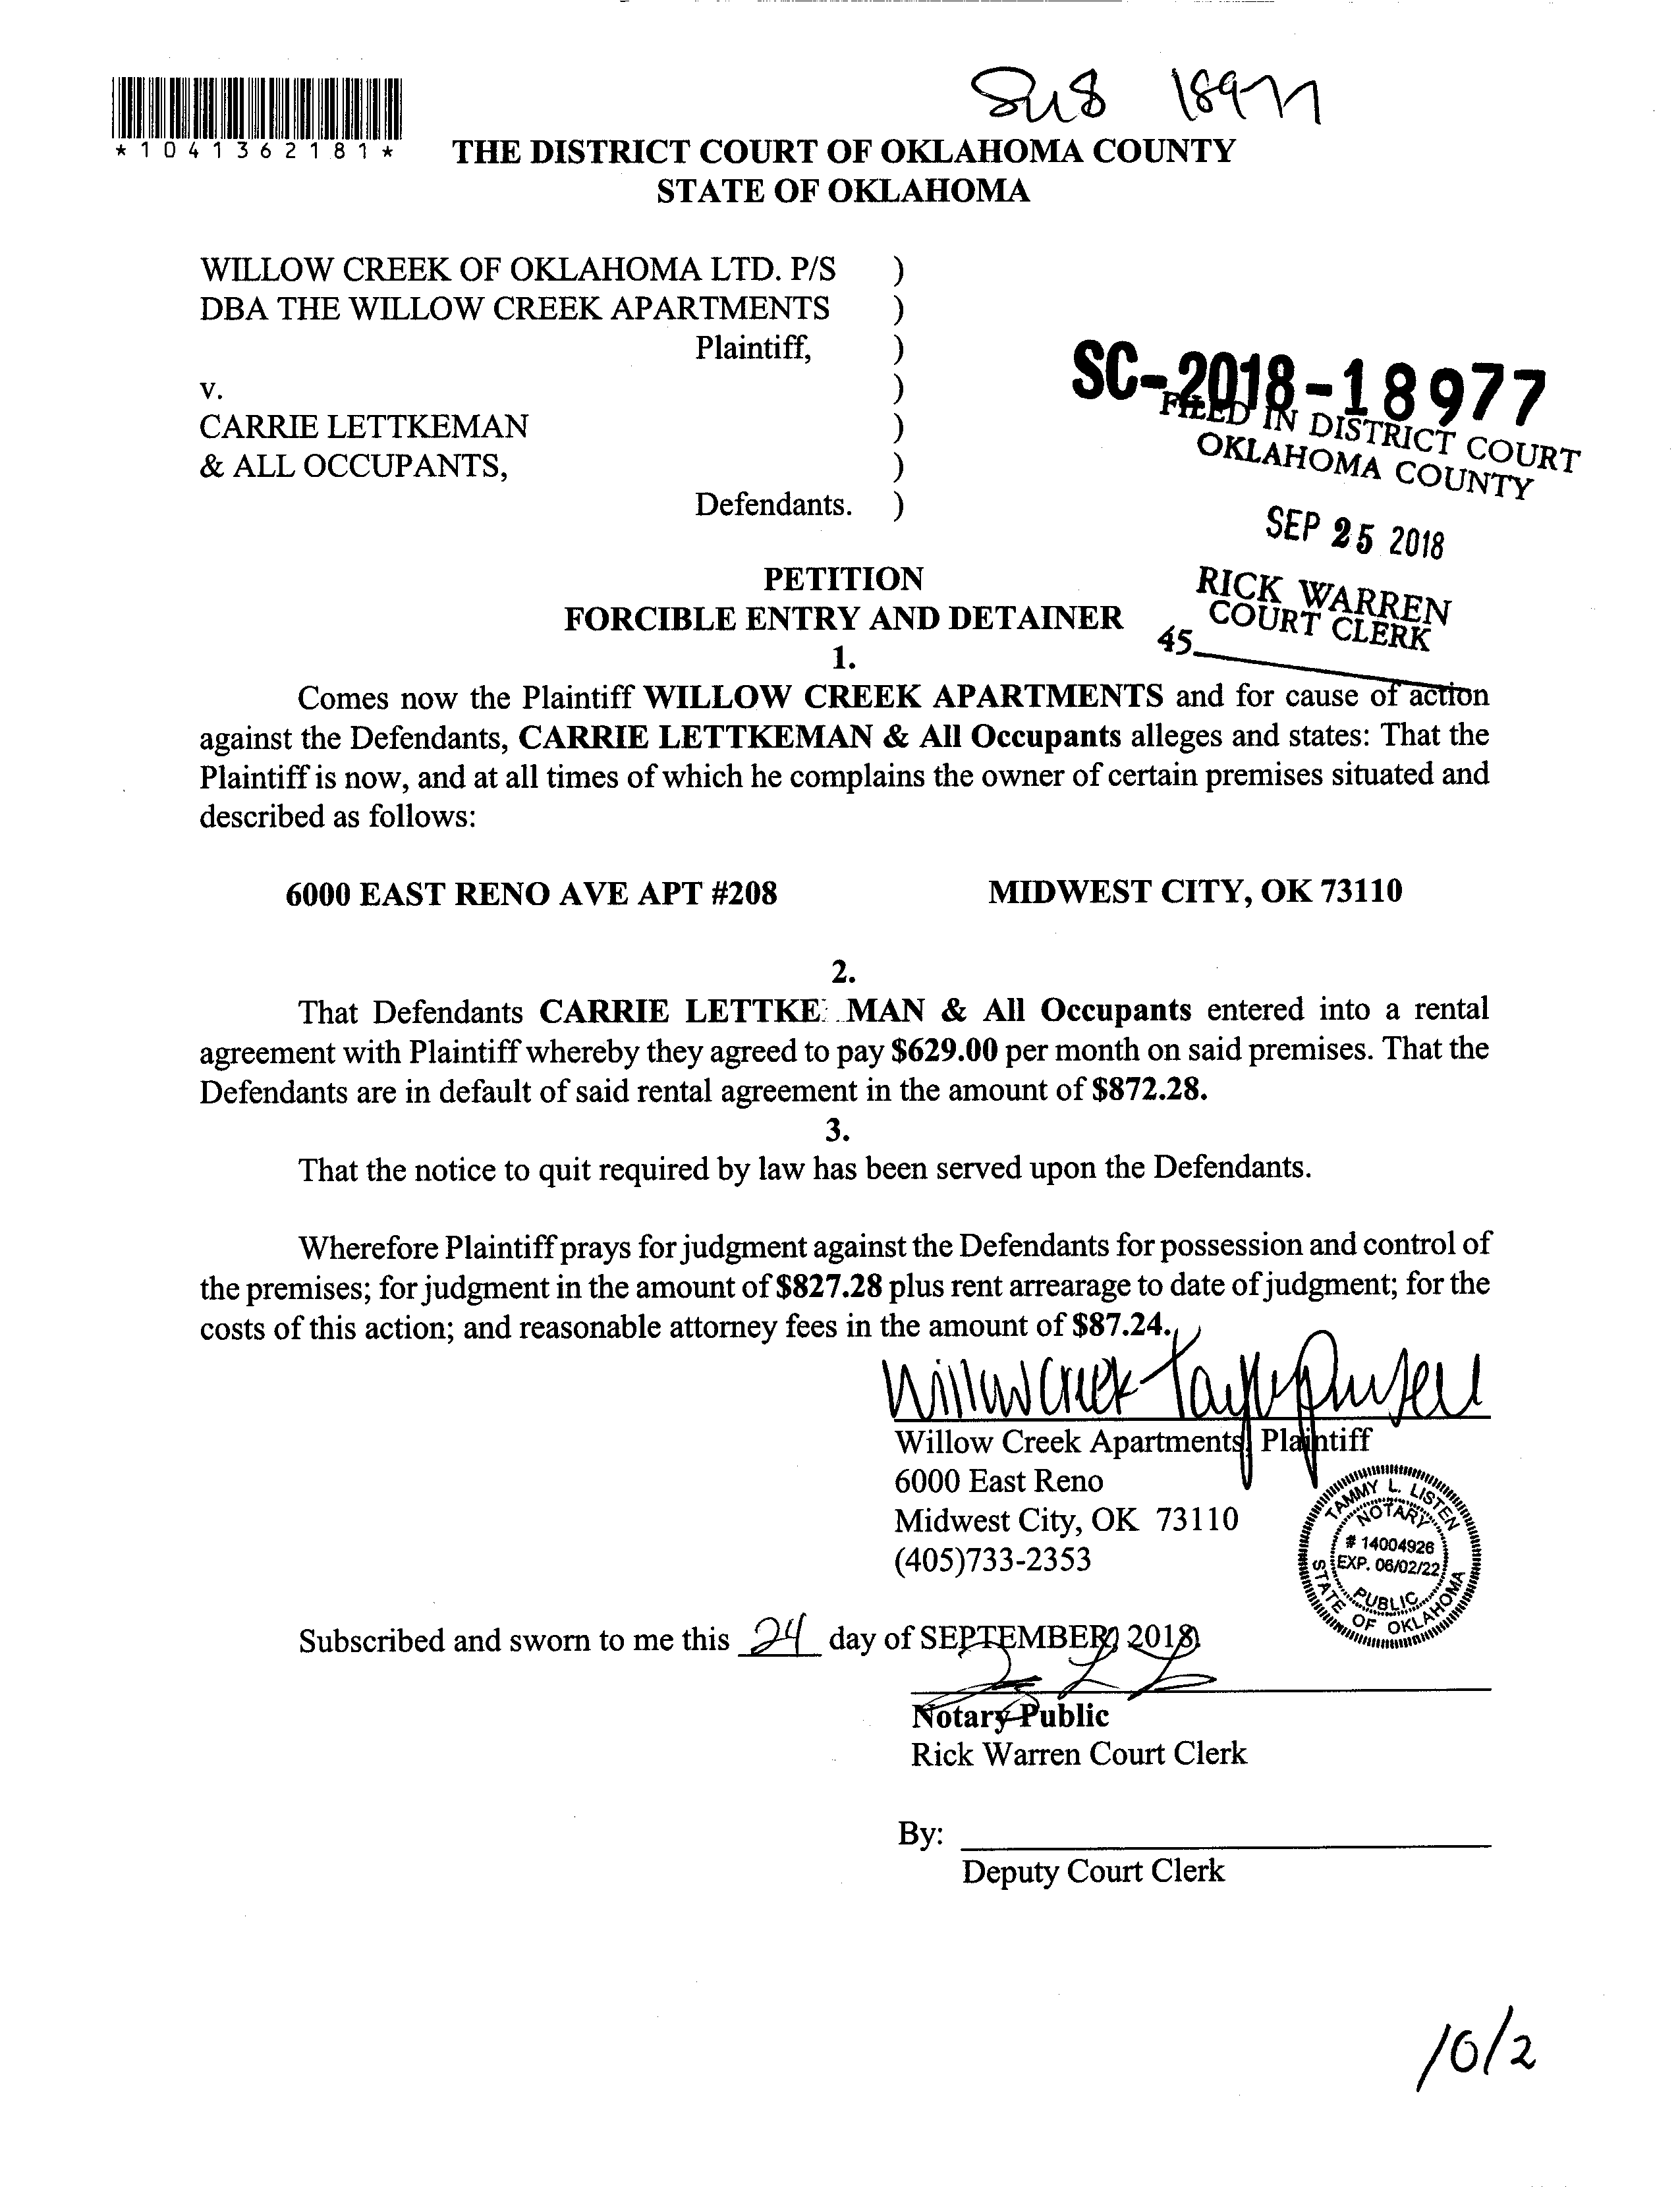 *1041362181*
18977
THE DISTRICT COURT OF OKLAHOMA COUNTY
STATE OF OKLAHOMA
WILLOW CREEK OF OKLAHOMA LTD. P/S )
DBA THE WILLOW CREEK APARTMENTS )
Plaintiff, )
v. )
CARRIE LETTKEMAN )
& ALL OCCUPANTS, )
Defendants. )
SC-2018-18977
FILED IN DISTRICT COURT
OKLAHOMA COUNTY
SEP 25 2018
RICK WARREN
COURT CLERK
45
PETITION
FORCIBLE ENTRY AND DETAINER
1.
Comes now the Plaintiff WILLOW CREEK APARTMENTS and for cause of action
against the Defendants, CARRIE LETTKEMAN & All Occupants alleges and states: That the
Plaintiff is now, and at all times of which he complains the owner of certain premises situated and
described as follows:
6000 EAST RENO AVE APT #208 MIDWEST CITY, OK 73110
2.
That Defendants CARRIE LETTKE MAN & All Occupants entered into a rental
agreement with Plaintiff whereby they agreed to pay $629.00 per month on said premises. That the
Defendants are in default of said rental agreement in the amount of $872.28.
3.
That the notice to quit required by law has been served upon the Defendants.
Wherefore Plaintiff prays for judgment against the Defendants for possession and control of
the premises; for judgment in the amount of $827.28 plus rent arrearage to date of judgment; for the
costs of this action; and reasonable attorney fees in the amount of $87.24.
Willow Creek
Willow Creek Apartments, Plaintiff
6000 East Reno
Midwest City, OK 73110
(405)733-2353
TAMMY L. LISTEN
NOTARY
# 14004926
EXP. 06/02/22
PUBLIC
STATE OF OKLAHOMA
Subscribed and sworn to me this 24 day of SEPTEMBER, 2018.
Notary Public
Rick Warren Court Clerk
By:
Deputy Court Clerk
10/2